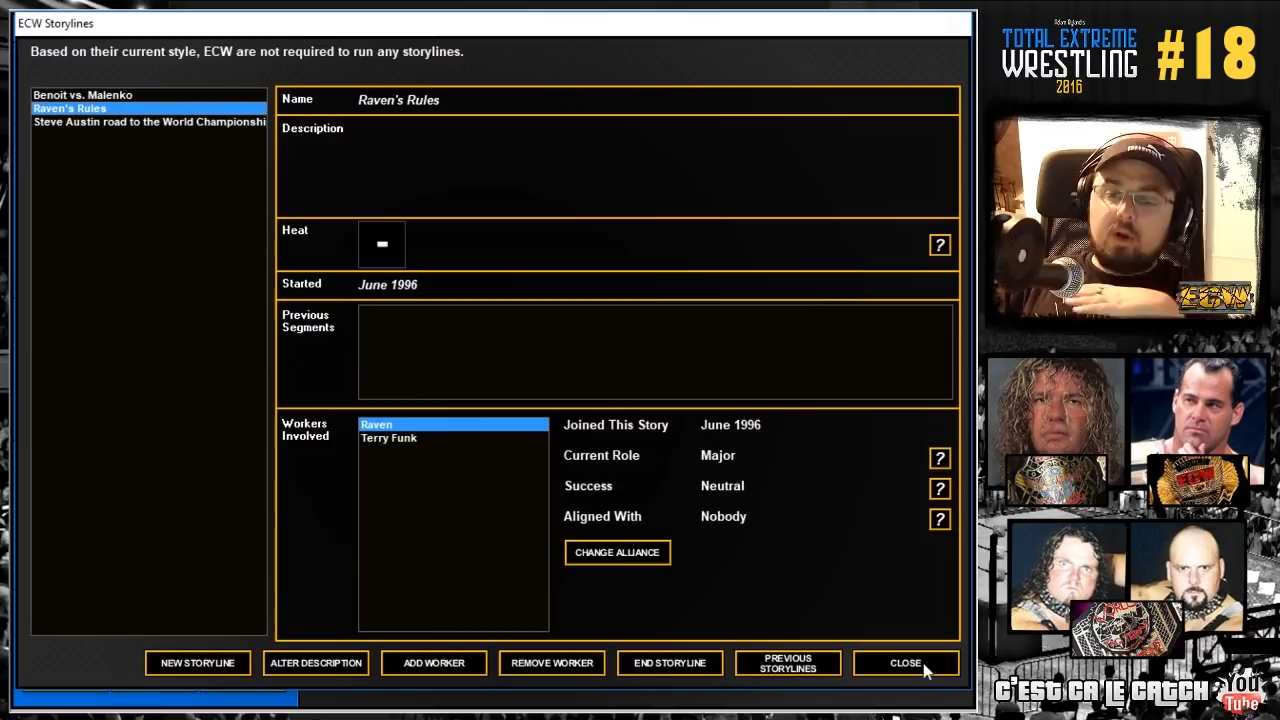 ECW Storylines
Based on their current style, ECW are not required to run any storylines.
Benoit vs. Malenko
Raven's Rules
Steve Austin road to the World Championshi
Name Raven's Rules
Description
Heat
?
Started June 1996
Previous
Segments
Workers
Involved
Raven
Terry Funk
Joined This Story June 1996
Current Role Major ?
Success Neutral ?
Aligned With Nobody ?
CHANGE ALLIANCE
NEW STORYLINE
ALTER DESCRIPTION
ADD WORKER
REMOVE WORKER
END STORYLINE
PREVIOUS
STORYLINES
CLOSE
Adam Ryland's
TOTAL EXTREME
WRESTLING
2016
#18
ECW
ECW
C'EST CA LE CATCH
You
Tube